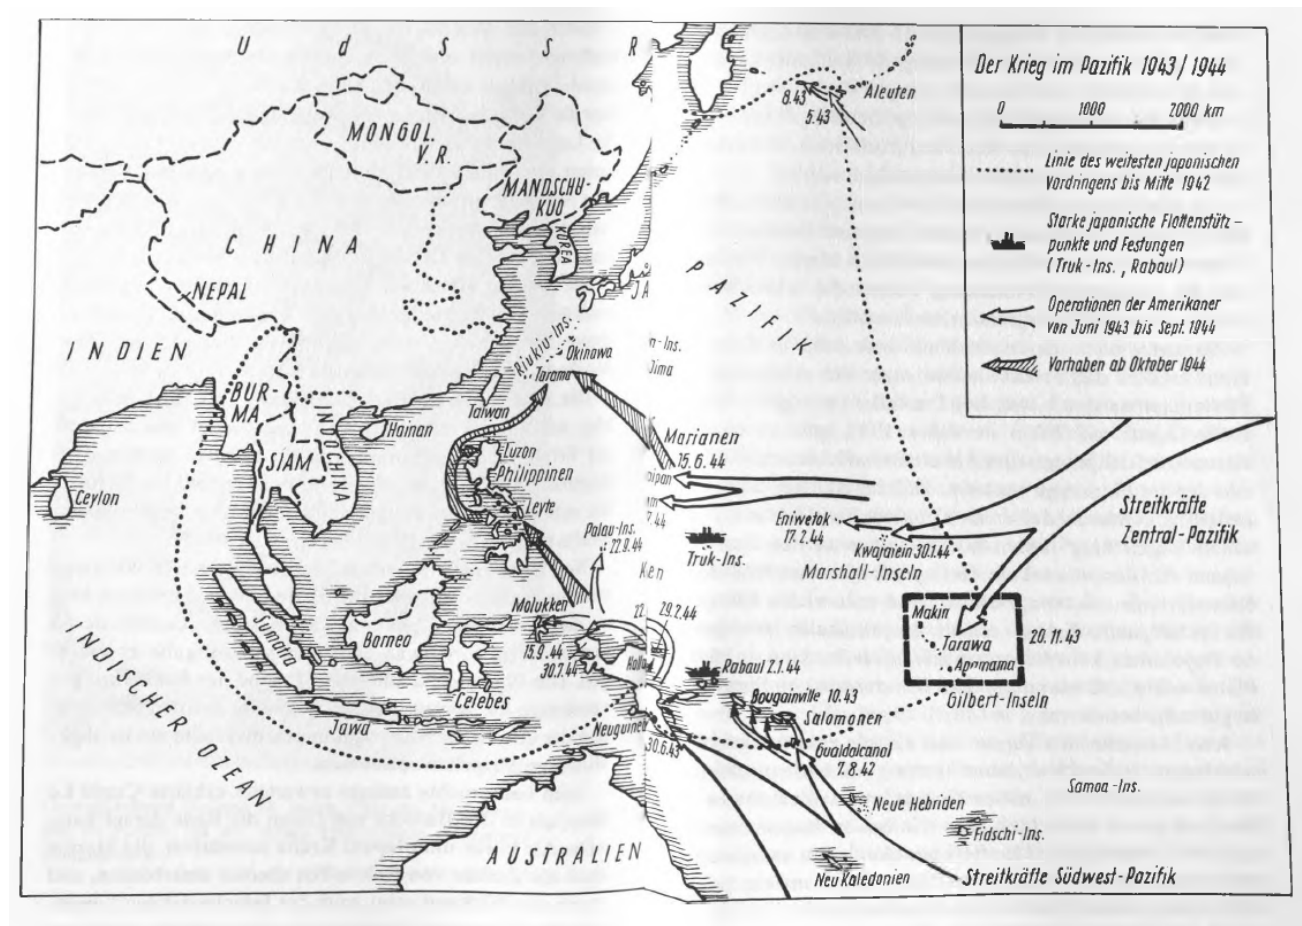 U d S S R
Der Krieg im Pazifik 1943/1944
0 1000 2000 km
Linie des weitesten japanischen
Vordringens bis Mitte 1942
Starke japanische Flottenstütz-
punkte und Festungen
(Truk-Ins., Rabaul)
Operationen der Amerikaner
von Juni 1943 bis Sept. 1944
Vorhaben ab Oktober 1944
8.43
5.43
Aleuten
MONGOL.
V.R.
MANDSCHU-
KUO
KOREA
CHINA
JA
PAZIFIK
NEPAL
INDIEN
Riukiu-Ins.
Okinawa
Tarama
Taiwan
BUR
MA
Hainan
SIAM
INDOCHINA
Luzon
Philippinen
Leyte
Ceylon
Marianen
15.6.44
Palau-Ins.
22.9.44
Truk-Ins.
Eniwetok
17.2.44
Kwajalein 30.1.44
Marshall-Inseln
Streitkräfte
Zentral-Pazifik
Makin
Tarawa
Apamama
20.11.43
Gilbert-Inseln
Molukken
15.9.44
30.7.44
29.2.44
Sumatra
Borneo
Celebes
Jawa
INDISCHER OZEAN
Rabaul 2.1.44
Bougainville 10.43
Salomonen
Guadalcanal
7.8.42
Neuguinea
30.6.43
Samoa-Ins.
Neue Hebriden
Fidschi-Ins.
AUSTRALIEN
Neu Kaledonien
Streitkräfte Südwest-Pazifik